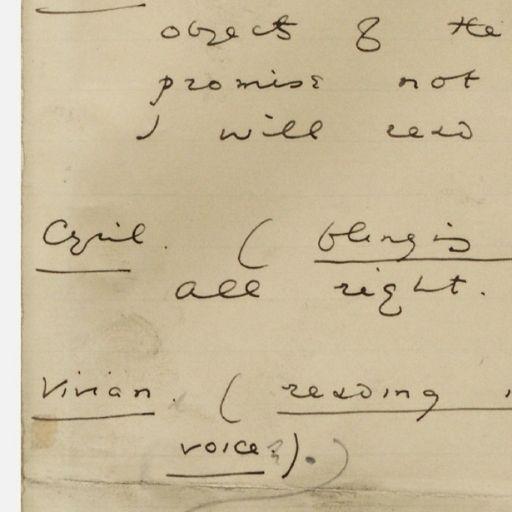 object of the
promise not
I will read
Cyril. (flinging
all right.
Vivian. (reading
voice).